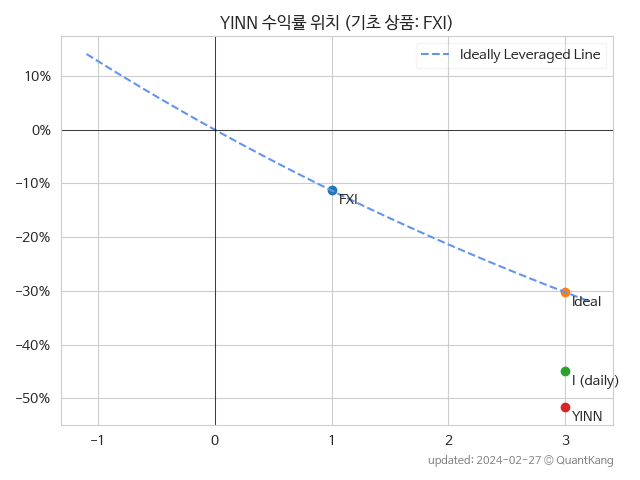 YINN 수익률 위치 (기초 상품: FXI)
Ideally Leveraged Line
10%
0%
−10%
−20%
−30%
−40%
−50%
FXI
Ideal
I (daily)
YINN
−1
0
1
2
3
updated: 2024-02-27 © QuantKang